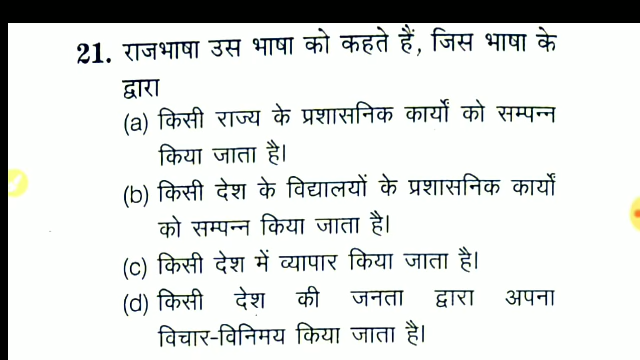 21. राजभाषा उस भाषा को कहते हैं, जिस भाषा के
द्वारा
(a) किसी राज्य के प्रशासनिक कार्यों को सम्पन्न
किया जाता है।
(b) किसी देश के विद्यालयों के प्रशासनिक कार्यों
को सम्पन्न किया जाता है।
(c) किसी देश में व्यापार किया जाता है।
(d) किसी देश की जनता द्वारा अपना
विचार-विनिमय किया जाता है।